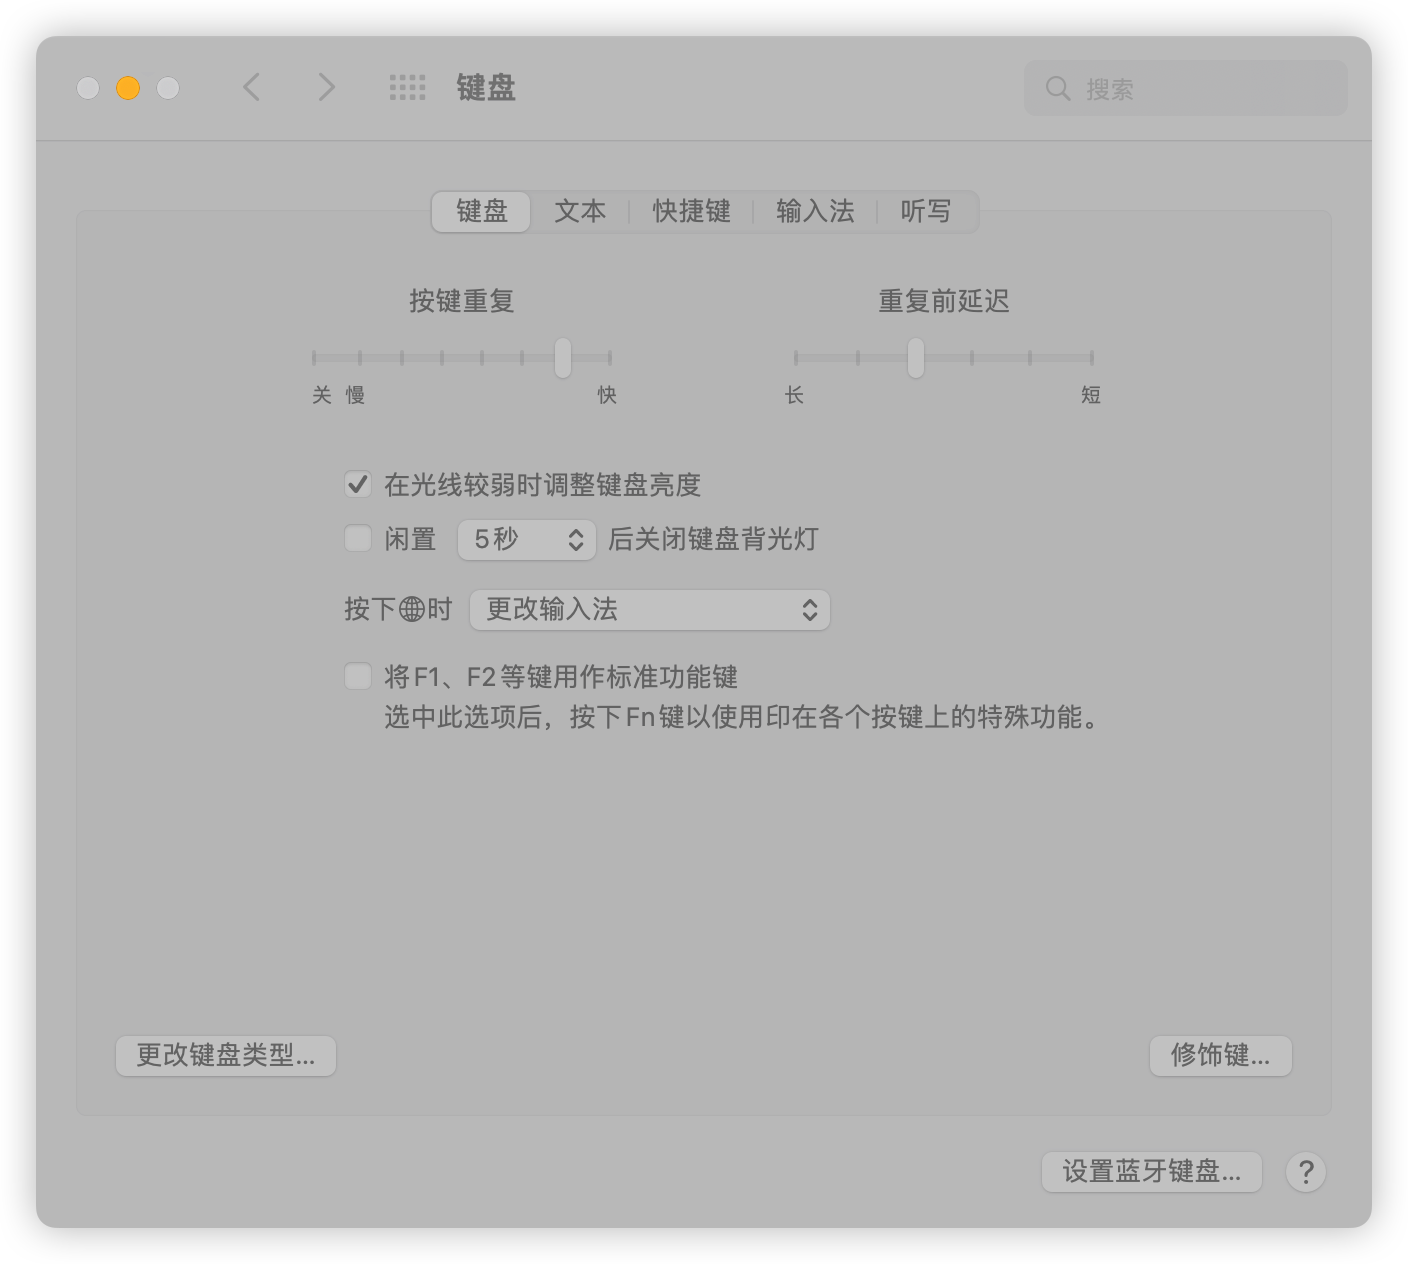 键盘
搜索
键盘 文本 快捷键 输入法 听写
按键重复 重复前延迟
关 慢 快 长 短
在光线较弱时调整键盘亮度
闲置 5秒 后关闭键盘背光灯
按下时 更改输入法
将F1、F2等键用作标准功能键
选中此选项后，按下Fn键以使用印在各个按键上的特殊功能。
更改键盘类型... 修饰键...
设置蓝牙键盘... ?